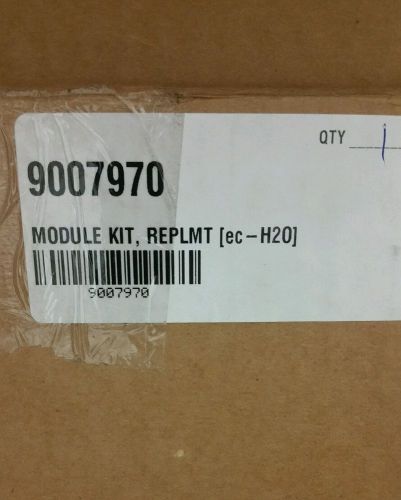 QTY 1
9007970
MODULE KIT, REPLMT [ec-H2O]
9007970